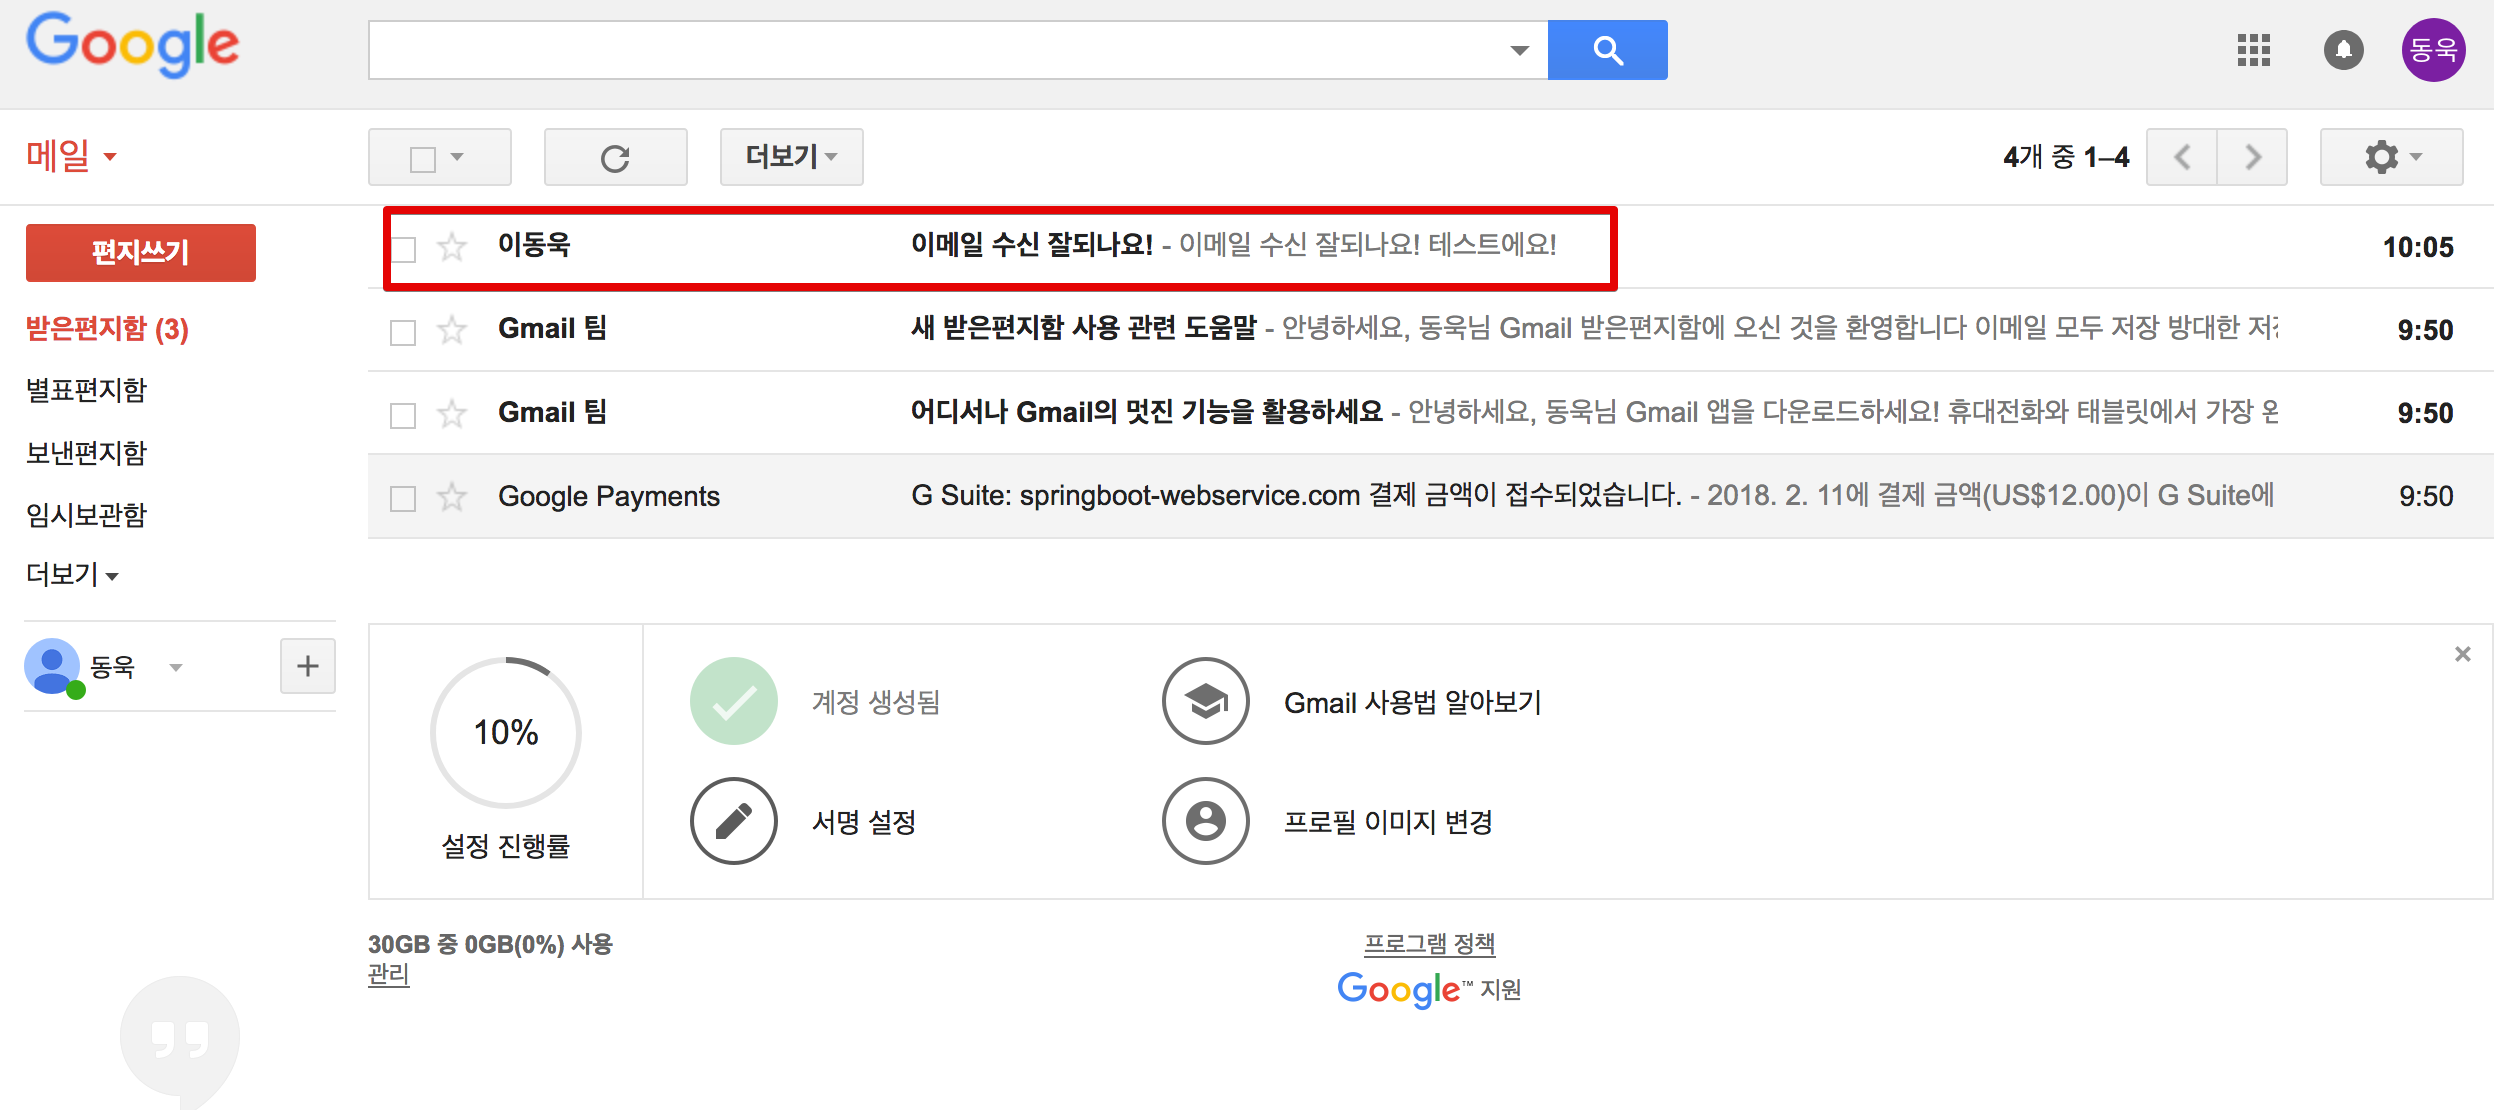 Google
동욱
메일
더보기
4개 중 1–4
편지쓰기
이동욱 이메일 수신 잘되나요! - 이메일 수신 잘되나요! 테스트에요! 10:05
받은편지함 (3)
Gmail 팀 새 받은편지함 사용 관련 도움말 - 안녕하세요, 동욱님 Gmail 받은편지함에 오신 것을 환영합니다 이메일 모두 저장 방대한 9:50
별표편지함
Gmail 팀 어디서나 Gmail의 멋진 기능을 활용하세요 - 안녕하세요, 동욱님 Gmail 앱을 다운로드하세요! 휴대전화와 태블릿에서 가장 9:50
보낸편지함
Google Payments G Suite: springboot-webservice.com 결제 금액이 접수되었습니다. - 2018. 2. 11에 결제 금액(US$12.00)이 G Suite에 9:50
임시보관함
더보기
동욱
10%
설정 진행률
계정 생성됨
Gmail 사용법 알아보기
서명 설정
프로필 이미지 변경
30GB 중 0GB(0%) 사용
관리
프로그램 정책
Google™ 지원